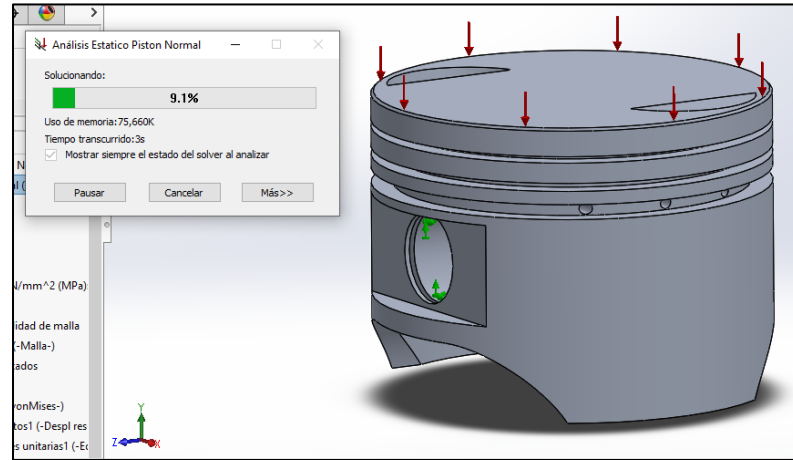 Análisis Estatico Piston Normal
Solucionando:
9.1%
Uso de memoria:75,660K
Tiempo transcurrido:3s
Mostrar siempre el estado del solver al analizar
Pausar
Cancelar
Más>>
N/mm^2 (MPa)
idad de malla
(-Malla-)
ados
vonMises-)
tos1 (-Despl res
es unitarias1 (-Ec
Y
Z
X